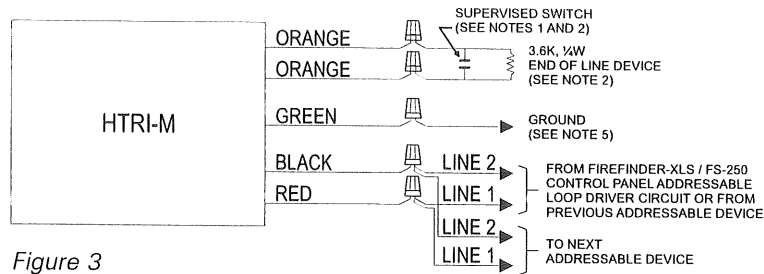 SUPERVISED SWITCH
(SEE NOTES 1 AND 2)
ORANGE
3.6K, ¼W
END OF LINE DEVICE
(SEE NOTE 2)
ORANGE
HTRI-M
GREEN
GROUND
(SEE NOTE 5)
BLACK
LINE 2
FROM FIREFINDER-XLS / FS-250
CONTROL PANEL ADDRESSABLE
LOOP DRIVER CIRCUIT OR FROM
PREVIOUS ADDRESSABLE DEVICE
RED
LINE 1
LINE 2
TO NEXT
ADDRESSABLE DEVICE
LINE 1
Figure 3